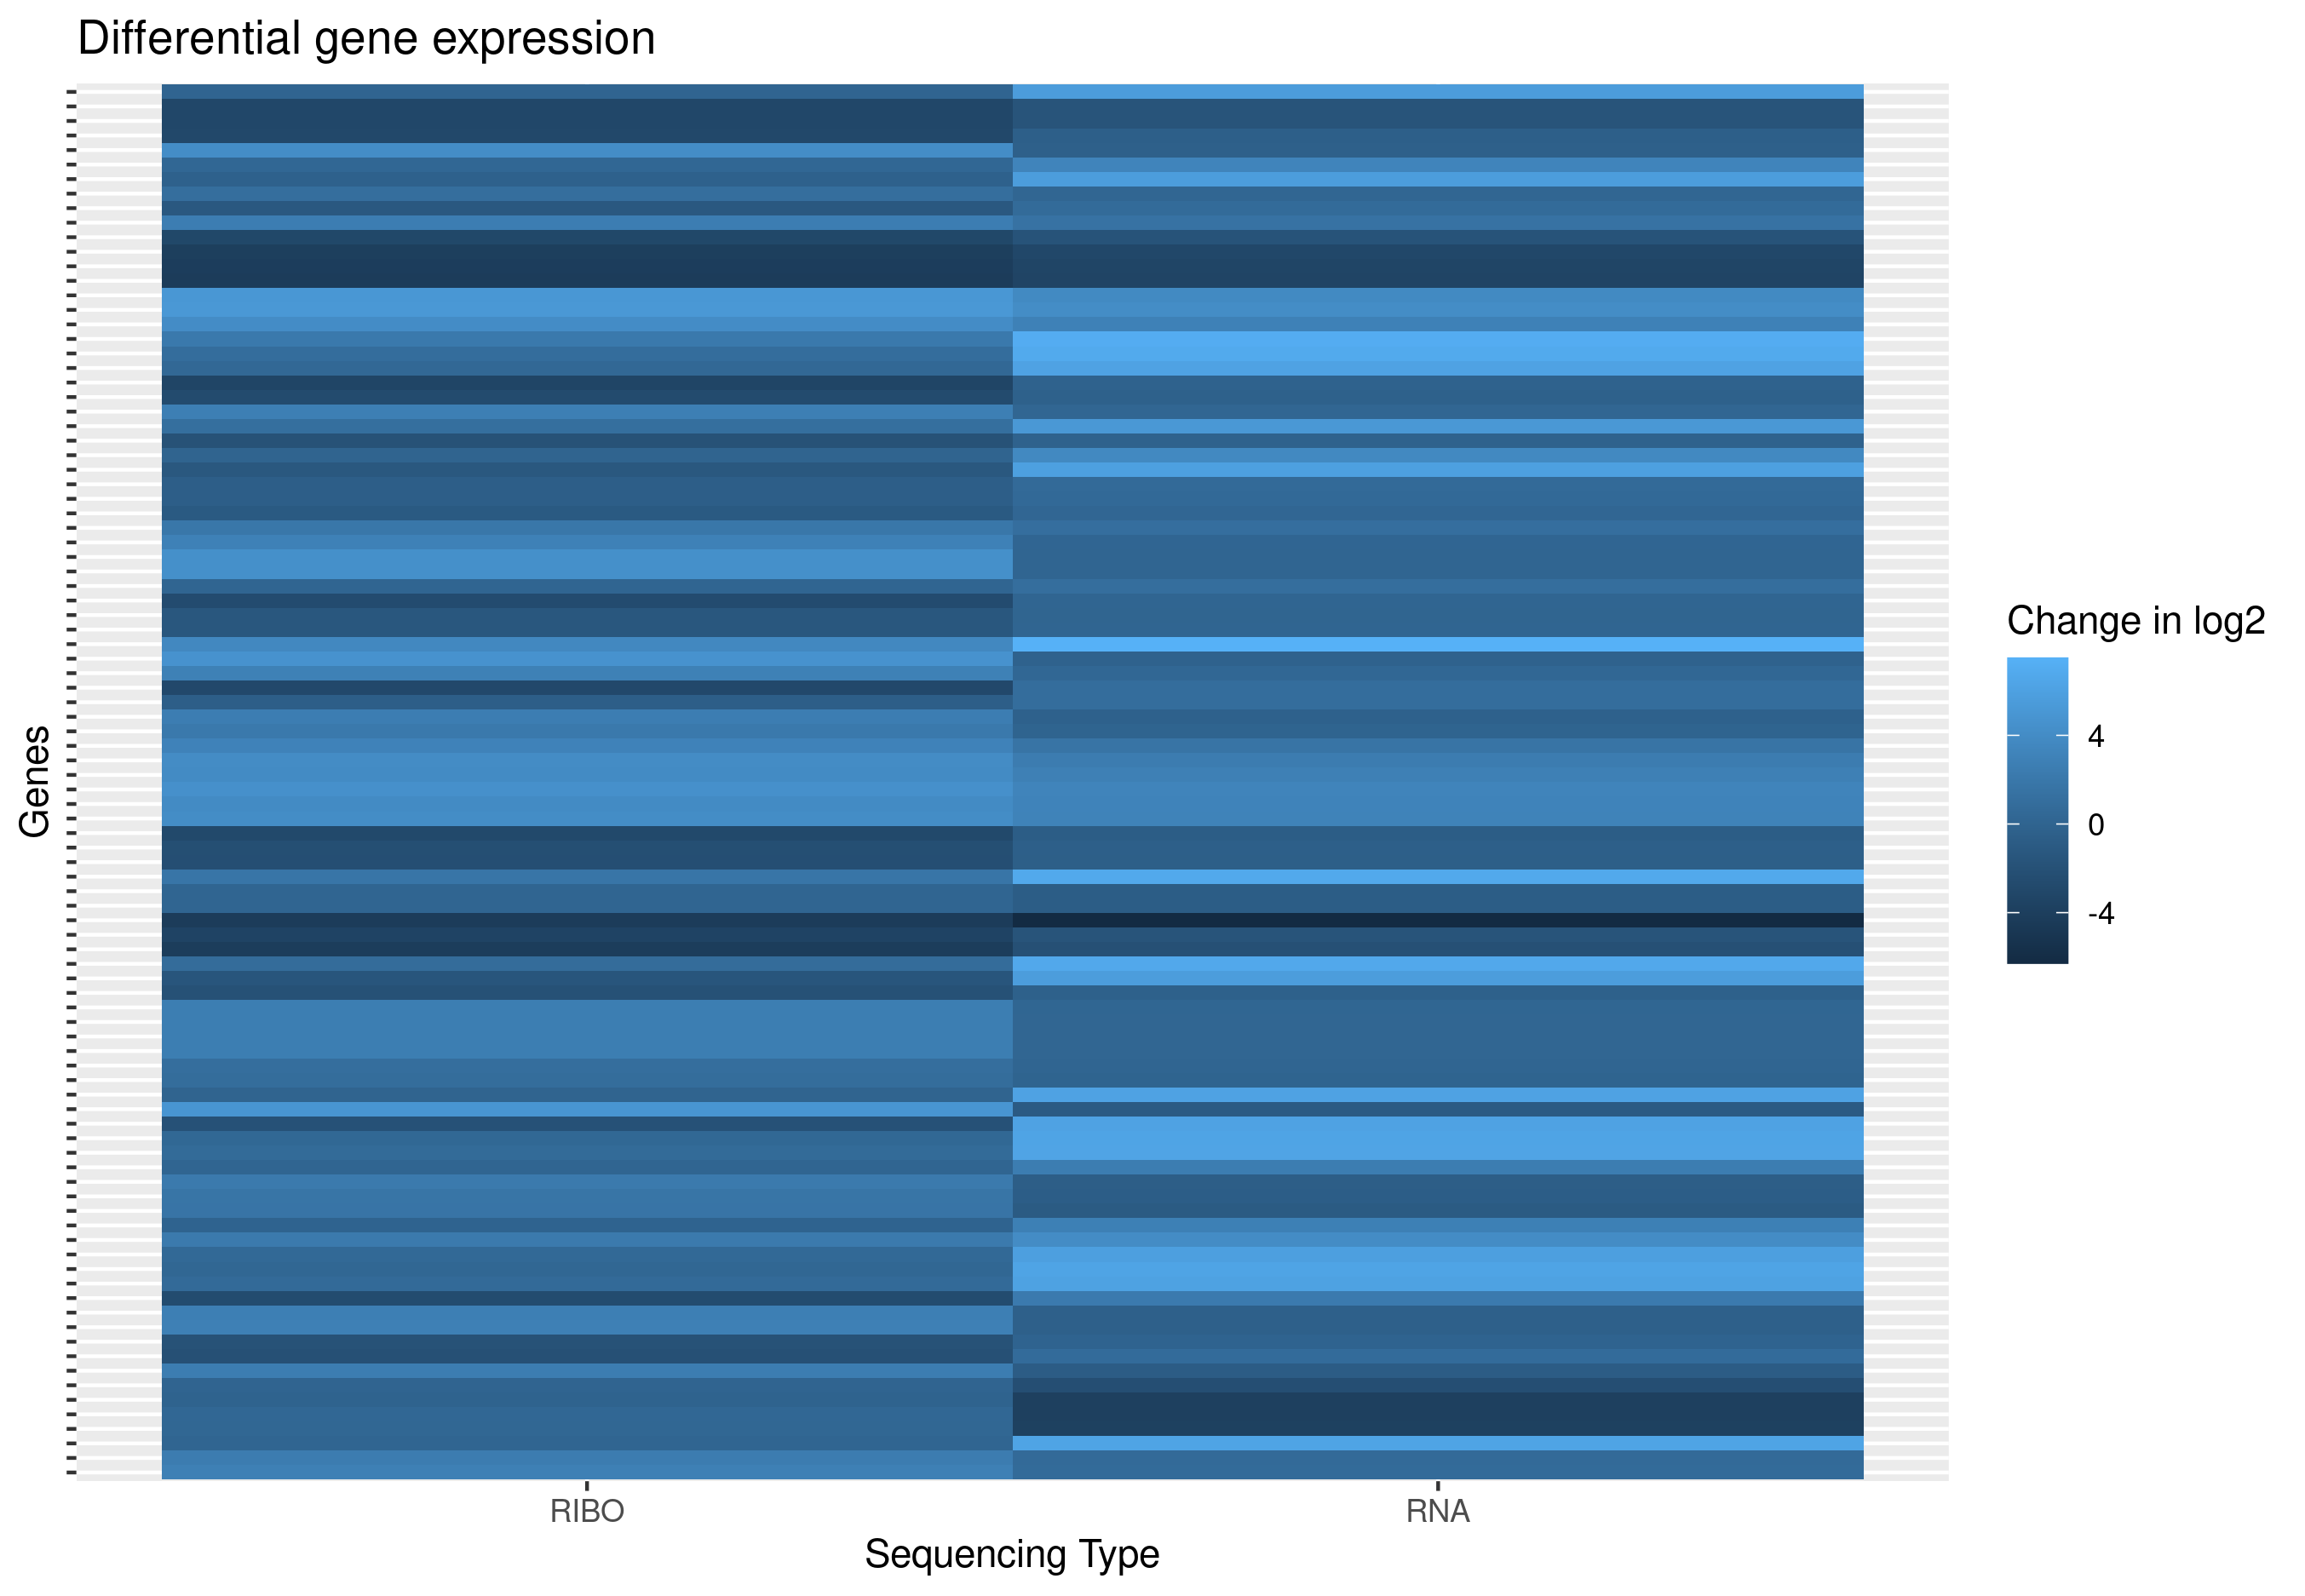 Differential gene expression
Genes
Change in log2
4
0
-4
RIBO
RNA
Sequencing Type